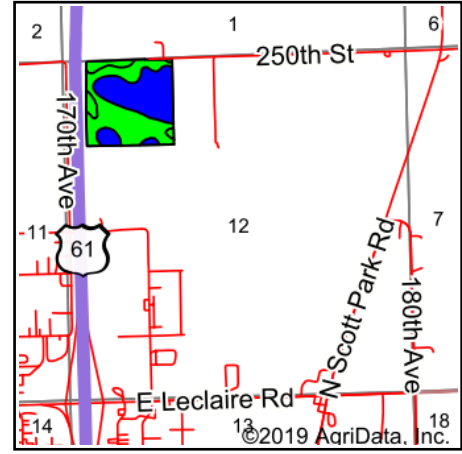 2
1
6
250th St
170th Ave
11
61
12
7
N Scott-Park-Rd
180th Ave
E Leclaire Rd
14
13
18
©2019 AgriData, Inc.